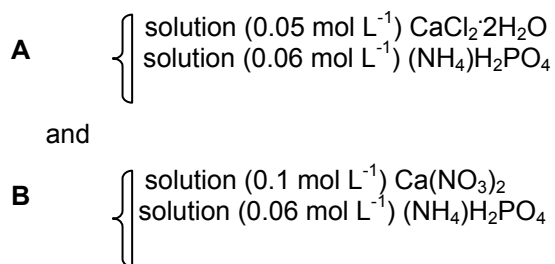 A
solution (0.05 mol L⁻¹) CaCl₂·2H₂O
solution (0.06 mol L⁻¹) (NH₄)H₂PO₄
and
B
solution (0.1 mol L⁻¹) Ca(NO₃)₂
solution (0.06 mol L⁻¹) (NH₄)H₂PO₄